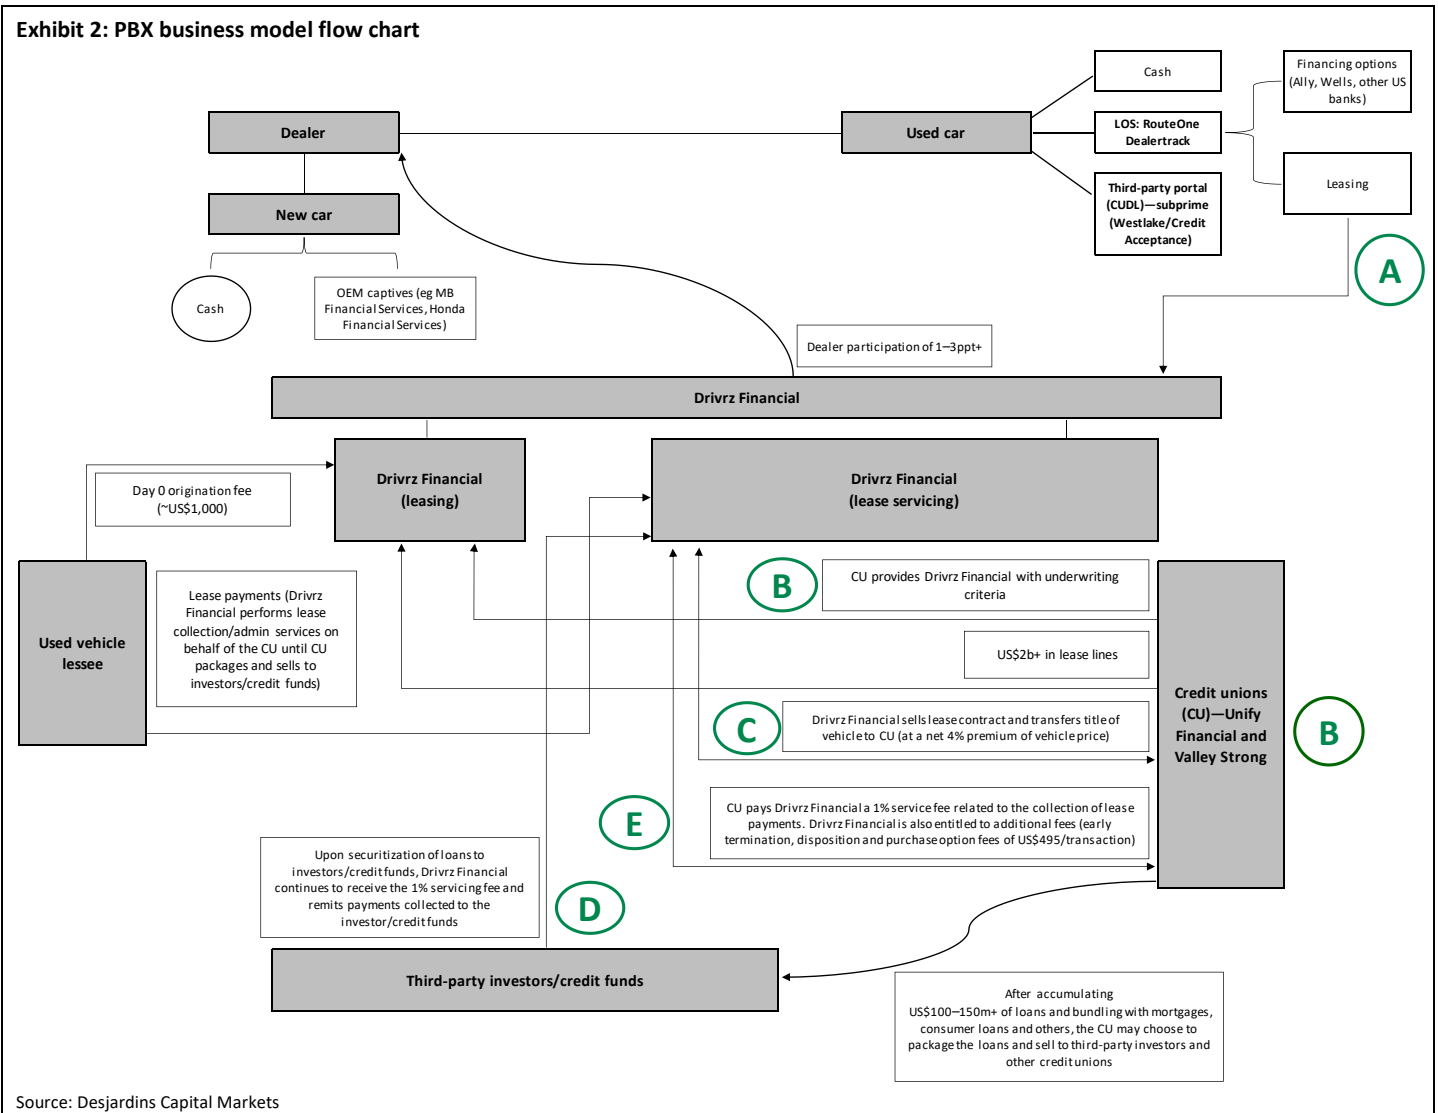 Exhibit 2: PBX business model flow chart
Cash
Financing options
(Ally, Wells, other US
banks)
Dealer
Used car
LOS: RouteOne
Dealertrack
Leasing
Third-party portal
(CUDL)—subprime
(Westlake/Credit
Acceptance)
New car
A
Cash
OEM captives (eg MB
Financial Services, Honda
Financial Services)
Dealer participation of 1–3ppt+
Drivrz Financial
Drivrz Financial
(leasing)
Drivrz Financial
(lease servicing)
Day 0 origination fee
(~US$1,000)
B
CU provides Drivrz Financial with underwriting
criteria
Used vehicle
lessee
Lease payments (Drivrz
Financial performs lease
collection/admin services on
behalf of the CU until CU
packages and sells to
investors/credit funds)
US$2b+ in lease lines
Credit unions
(CU)—Unify
Financial and
Valley Strong
B
C
Drivrz Financial sells lease contract and transfers title of
vehicle to CU (at a net 4% premium of vehicle price)
E
CU pays Drivrz Financial a 1% service fee related to the collection of lease
payments. Drivrz Financial is also entitled to additional fees (early
termination, disposition and purchase option fees of US$495/transaction)
Upon securitization of loans to
investors/credit funds, Drivrz Financial
continues to receive the 1% servicing fee and
remits payments collected to the
investor/credit funds
D
Third-party investors/credit funds
After accumulating
US$100–150m+ of loans and bundling with mortgages,
consumer loans and others, the CU may choose to
package the loans and sell to third-party investors and
other credit unions
Source: Desjardins Capital Markets